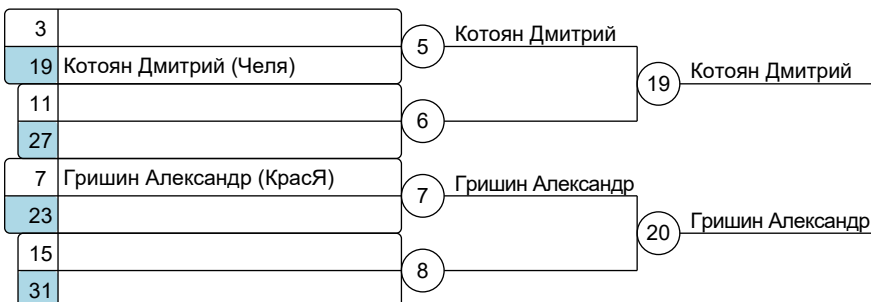 3
5
Котоян Дмитрий
19 Котоян Дмитрий (Челя)
19
Котоян Дмитрий
11
6
27
7 Гришин Александр (КрасЯ)
7
Гришин Александр
23
20
Гришин Александр
15
8
31